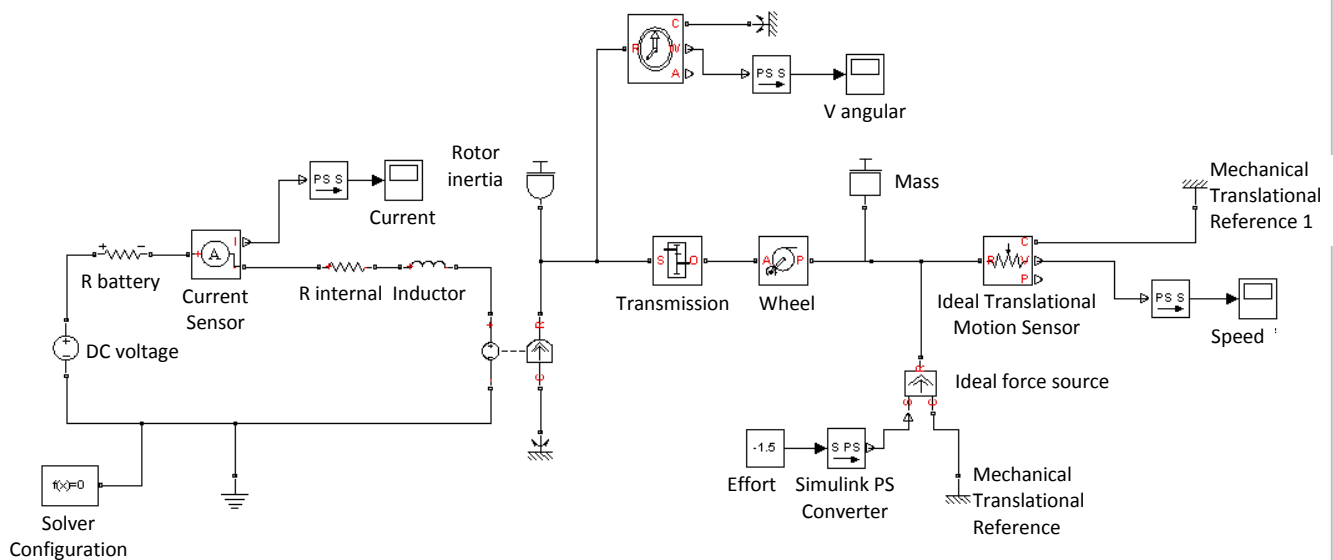 C
R
W
A
PS S
V angular
Rotor
inertia
PS S
Current
Mass
Mechanical
Translational
Reference 1
R battery
+
-
A
I
+
Current
Sensor
+
R internal
+
Inductor
S
O
Transmission
A
P
Wheel
R
C
V
P
Ideal Translational
Motion Sensor
PS S
Speed
DC voltage
+
R
C
R
S
C
Ideal force source
-1.5
Effort
S PS
Simulink PS
Converter
Mechanical
Translational
Reference
f(x)=0
Solver
Configuration